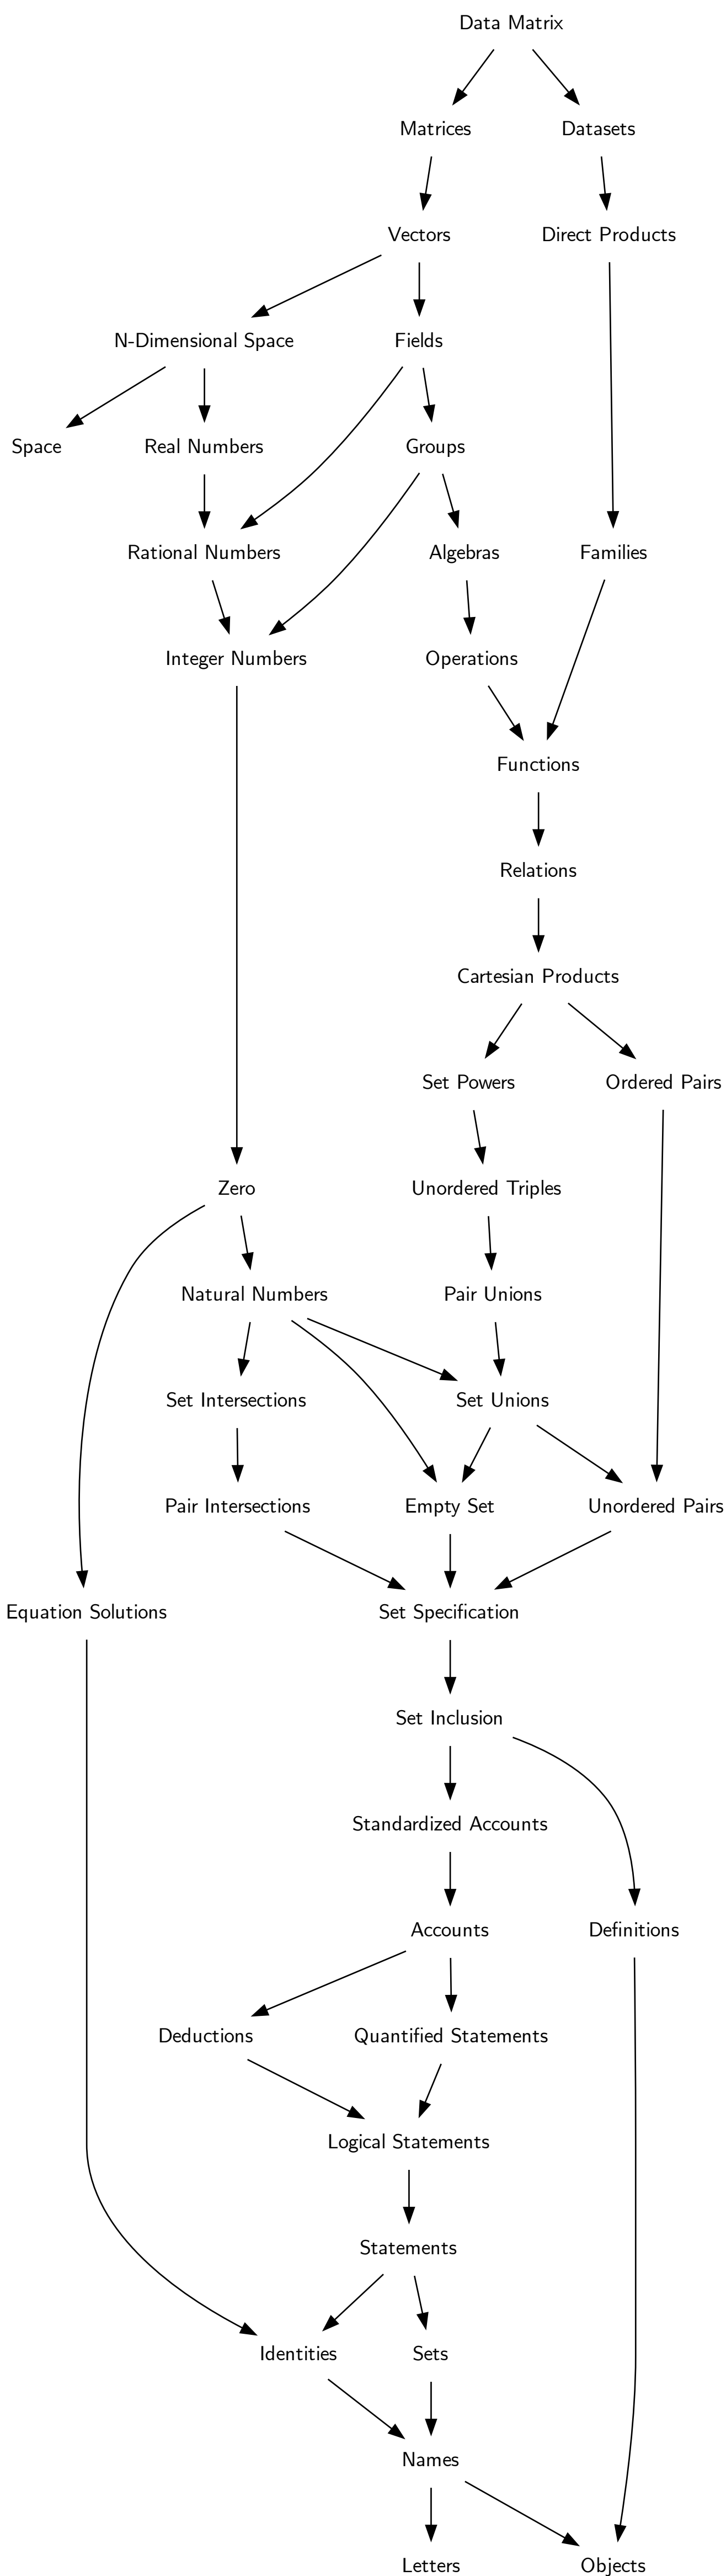 Data Matrix
Matrices
Datasets
Vectors
Direct Products
N-Dimensional Space
Fields
Space
Real Numbers
Groups
Rational Numbers
Algebras
Families
Integer Numbers
Operations
Functions
Relations
Cartesian Products
Set Powers
Ordered Pairs
Zero
Unordered Triples
Natural Numbers
Pair Unions
Set Intersections
Set Unions
Pair Intersections
Empty Set
Unordered Pairs
Equation Solutions
Set Specification
Set Inclusion
Standardized Accounts
Accounts
Definitions
Deductions
Quantified Statements
Logical Statements
Statements
Identities
Sets
Names
Letters
Objects